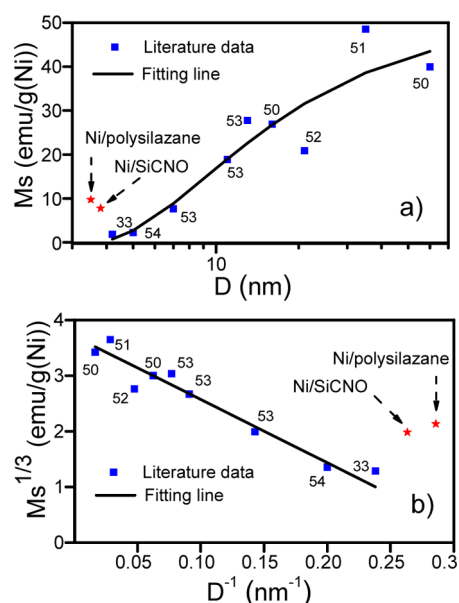 50
40
30
20
10
0
Ms (emu/g(Ni))
Literature data
Fitting line
51
50
53
50
52
53
Ni/polysilazane
Ni/SiCNO
33
54
53
a)
10
D (nm)
4
3
2
1
0
Ms^1/3 (emu/g(Ni))
51
50
50
53
52
53
53
54
33
Ni/polysilazane
Ni/SiCNO
Literature data
Fitting line
b)
0.05 0.10 0.15 0.20 0.25 0.3
D^-1 (nm^-1)